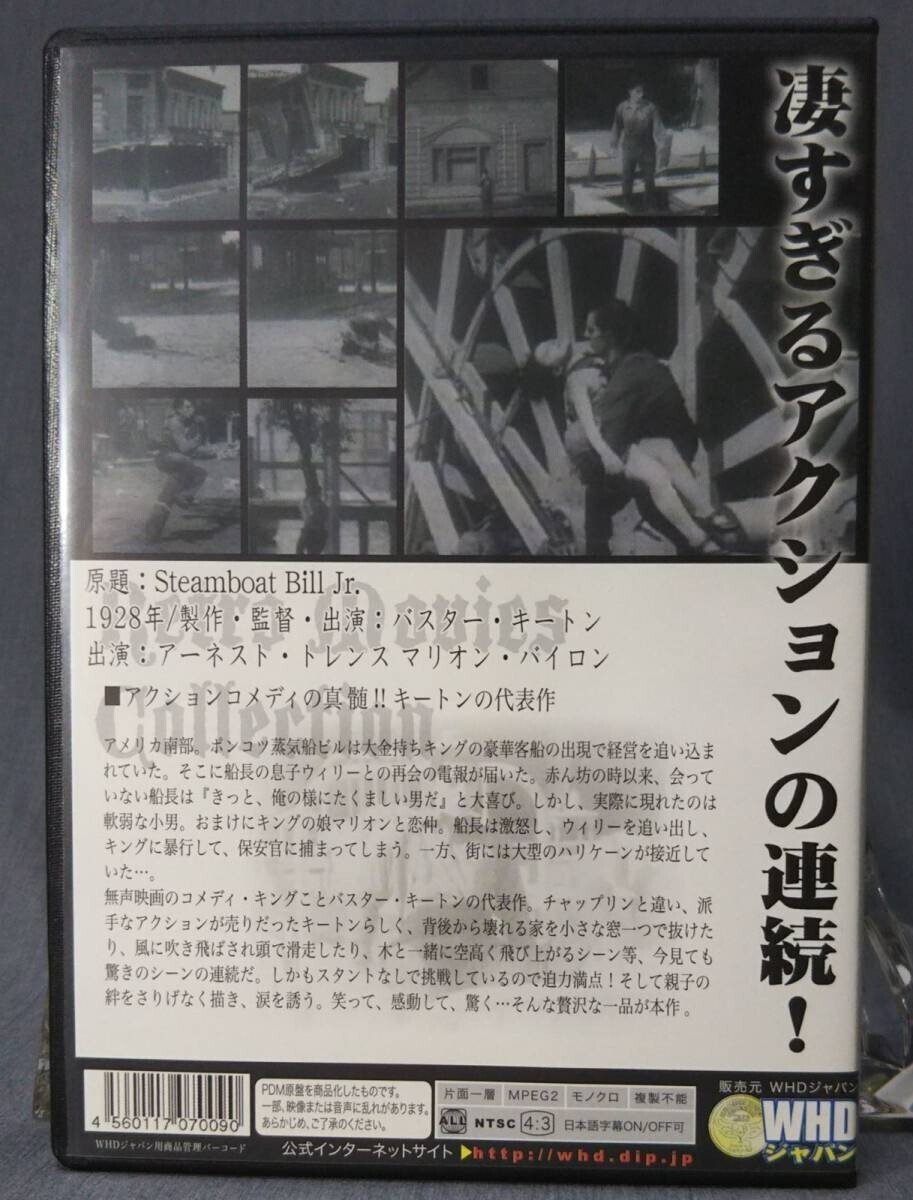 凄すぎるアクションの連続!
原題：Steamboat Bill Jr.
1928年/製作・監督・出演：バスター・キートン
出演：アーネスト・トレンス マリオン・バイロン
Retro Movies
Collection
■アクションコメディの真髄!!キートンの代表作
アメリカ南部。ポンコツ蒸気船ビルは大金持ちキングの豪華客船の出現で経営を追い込ま
れていた。そこに船長の息子ウィリーとの再会の電報が届いた。赤ん坊の時以来、会って
いない船長は『きっと、俺の様にたくましい男だ』と大喜び。しかし、実際に現れたのは
軟弱な小男。おまけにキングの娘マリオンと恋仲。船長は激怒し、ウィリーを追い出し、
キングに暴行して、保安官に捕まってしまう。一方、街には大型のハリケーンが接近して
いた…。
無声映画のコメディ・キングことバスター・キートンの代表作。チャップリンと違い、派
手なアクションが売りだったキートンらしく、背後から壊れる家を小さな窓一つで抜けた
り、風に吹き飛ばされ頭で滑走したり、木と一緒に空高く飛び上がるシーン等、今見ても
驚きのシーンの連続だ。しかもスタントなしで挑戦しているので迫力満点！そして親子の
絆をさりげなく描き、涙を誘う。笑って、感動して、驚く…そんな贅沢な一品が本作。
4 560117 070090
WHDジャパン用商品管理バーコード
PDM原盤を商品化したものです。
一部、映像または音声に乱れがあります。
あらかじめ、ご了承ください。
片面一層 MPEG2 モノクロ 複製不能
ALL NTSC 4:3 日本語字幕ON/OFF可
公式インターネットサイト ▶http://whd.dip.jp
販売元 WHDジャパン
WHD
ジャパン